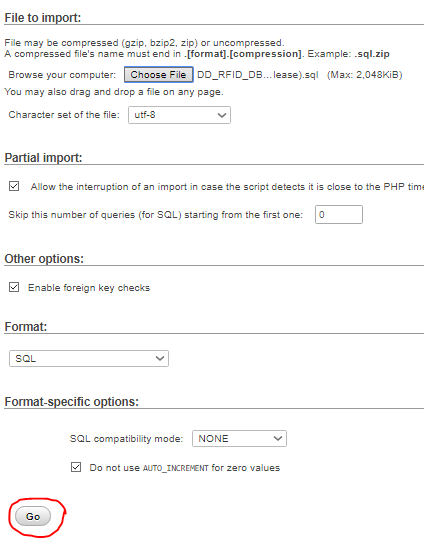 File to import:
File may be compressed (gzip, bzip2, zip) or uncompressed.
A compressed file's name must end in .[format].[compression]. Example: .sql.zip
Browse your computer: Choose File DD_RFID_DB...lease).sql (Max: 2,048KiB)
You may also drag and drop a file on any page.
Character set of the file: utf-8
Partial import:
Allow the interruption of an import in case the script detects it is close to the PHP time
Skip this number of queries (for SQL) starting from the first one: 0
Other options:
Enable foreign key checks
Format:
SQL
Format-specific options:
SQL compatibility mode: NONE
Do not use AUTO_INCREMENT for zero values
Go